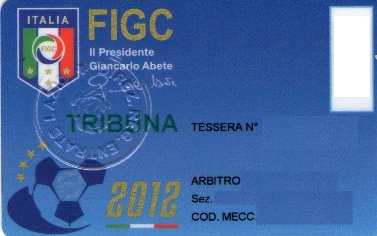 ITALIA
FIGC
FIGC
Il Presidente
Giancarlo Abete
TRIBUNA
TESSERA N°
2012
ARBITRO
Sez.
COD. MECC.